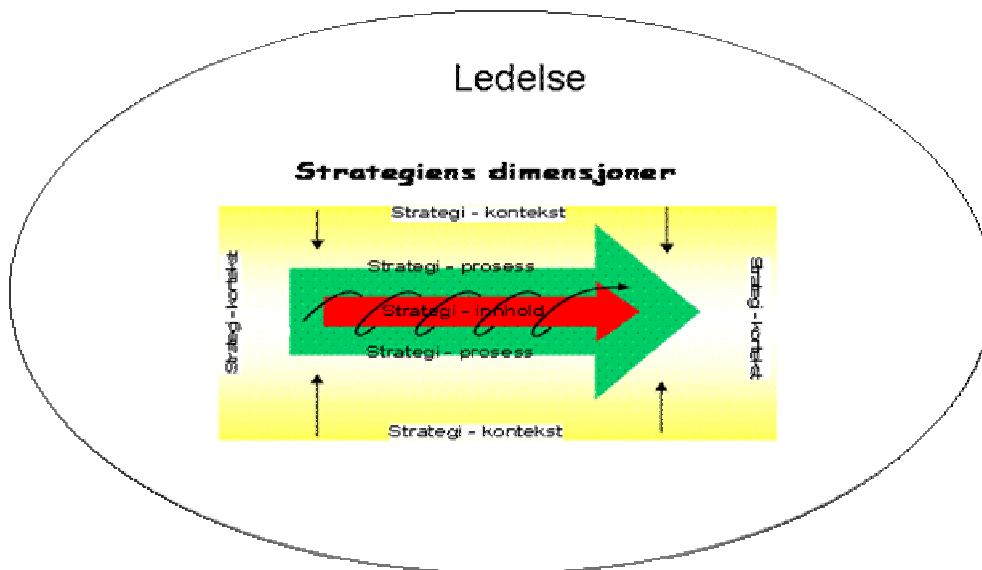 Ledelse
Strategiens dimensjoner
Strategi - kontekst
Strategi - kontekst
Strategi - prosess
Strategi - innhold
Strategi - prosess
Strategi - kontekst
Strategi - kontekst